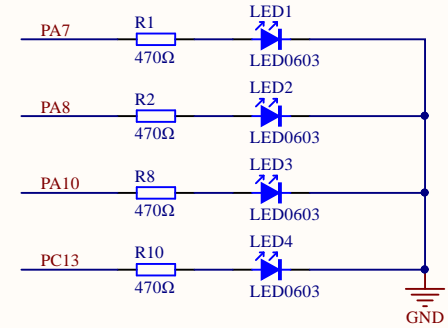 LED1
PA7 R1
470Ω LED0603
LED2
PA8 R2
470Ω LED0603
LED3
PA10 R8
470Ω LED0603
LED4
PC13 R10
470Ω LED0603
GND